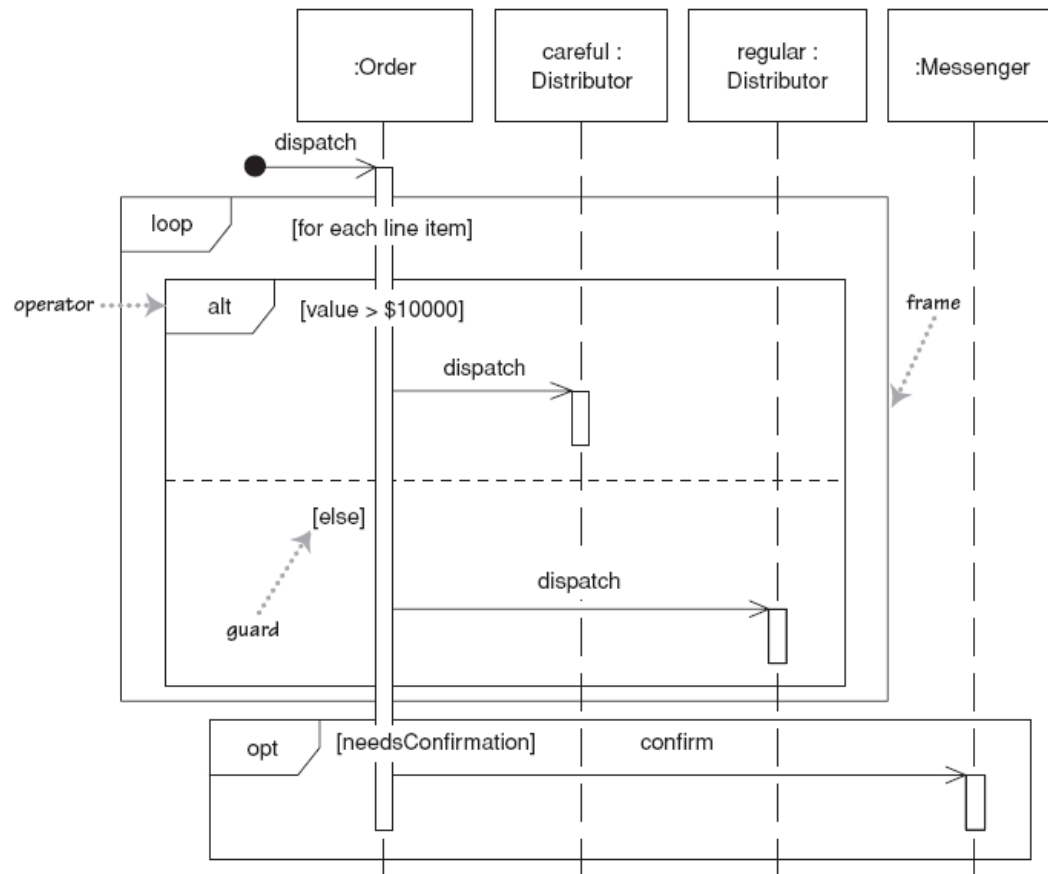 :Order
careful :
Distributor
regular :
Distributor
:Messenger
dispatch
loop
[for each line item]
operator
alt
[value > $10000]
frame
dispatch
[else]
dispatch
guard
opt
[needsConfirmation]
confirm